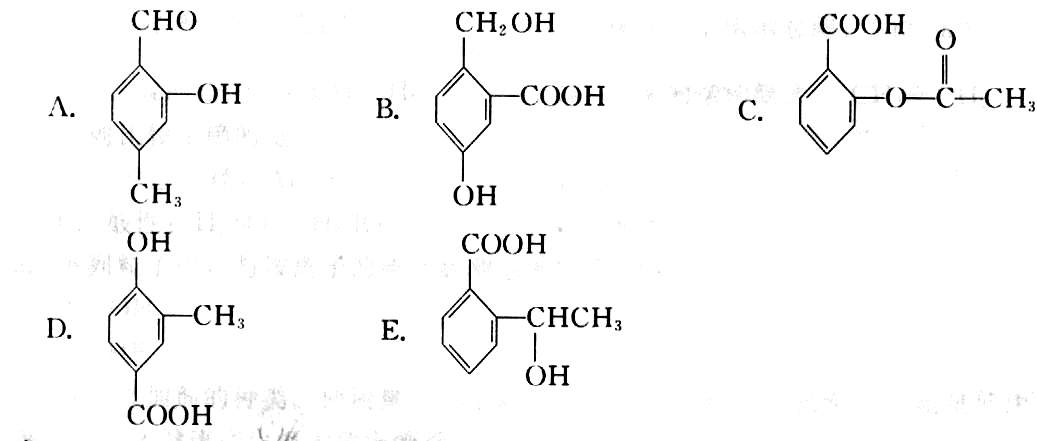 CHO
OH
A.
CH₃
CH₂OH
COOH
B.
OH
COOH
O
O
C
CH₃
C.
OH
CH₃
D.
COOH
COOH
CHCH₃
E.
OH